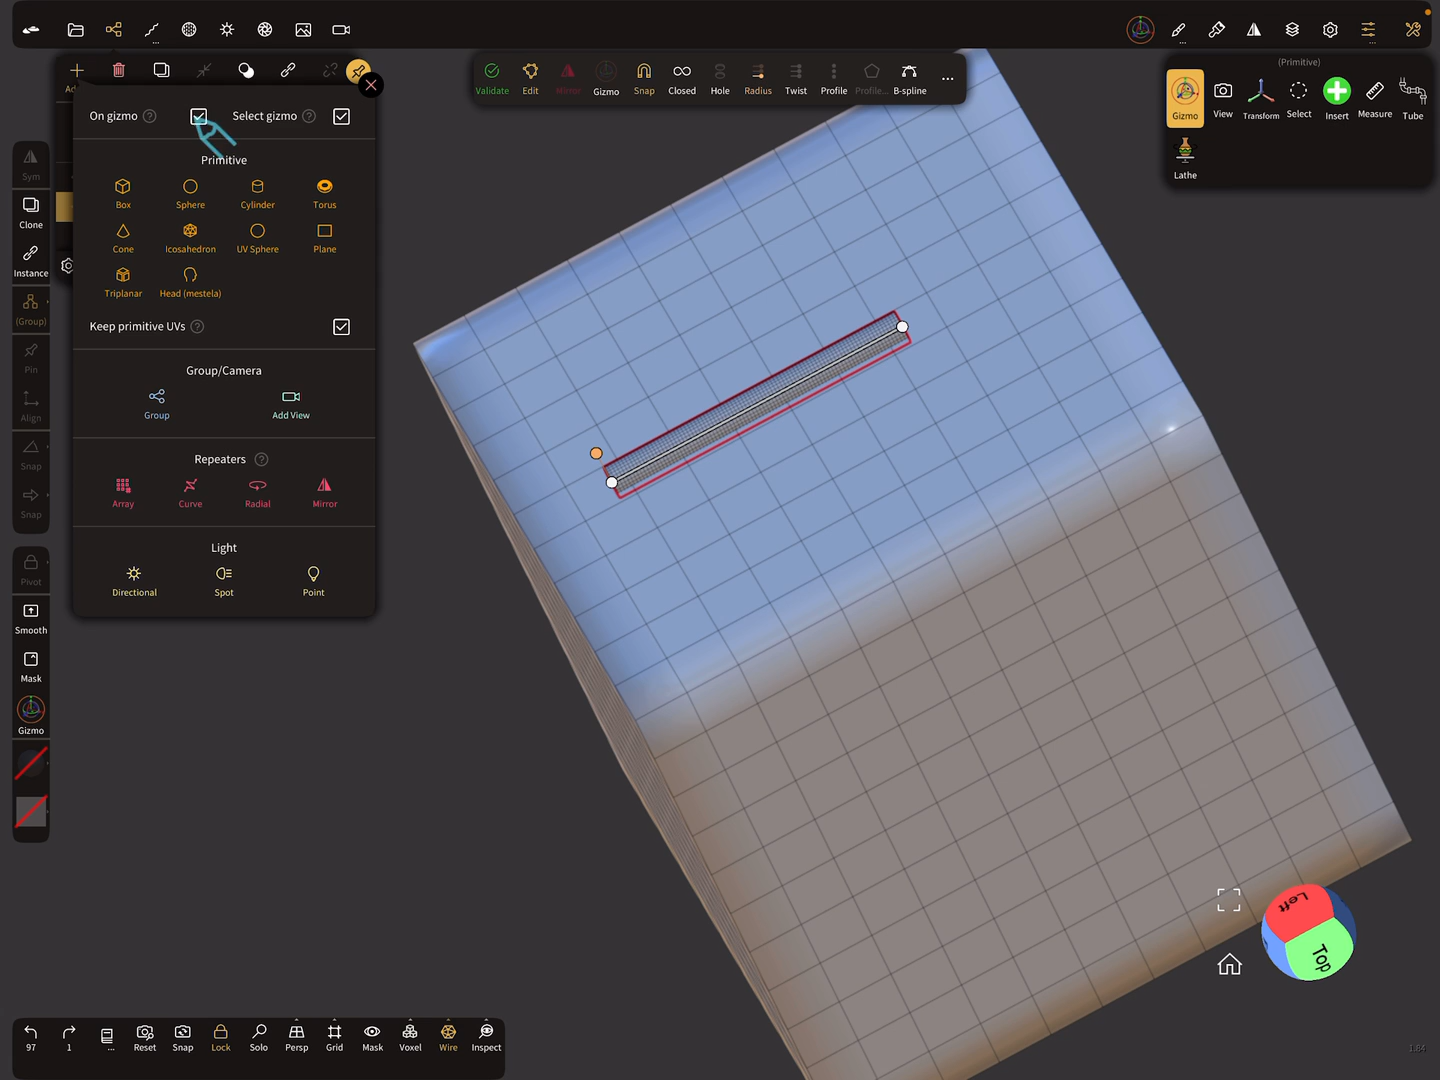 (Primitive)
Validate Edit Mirror Gizmo Snap Closed Hole Radius Twist Profile Profile... B-spline ...
Gizmo View Transform Select Insert Measure Tube
Lathe
On gizmo ? Select gizmo ?
Primitive
Box Sphere Cylinder Torus
Cone Icosahedron UV Sphere Plane
Triplanar Head (mestela)
Keep primitive UVs ?
Group/Camera
Group Add View
Repeaters ?
Array Curve Radial Mirror
Light
Directional Spot Point
Sym
Clone
Instance
(Group)
Pin
Align
Snap
Snap
Pivot
Smooth
Mask
Gizmo
Left
Top
97 1 ... Reset Snap Lock Solo Persp Grid Mask Voxel Wire Inspect
1.84